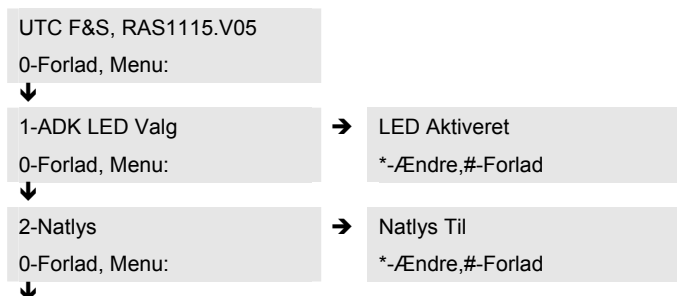 UTC F&S, RAS1115.V05
0-Forlad, Menu:
1-ADK LED Valg
0-Forlad, Menu:
LED Aktiveret
*-Ændre,#-Forlad
2-Natlys
0-Forlad, Menu:
Natlys Til
*-Ændre,#-Forlad